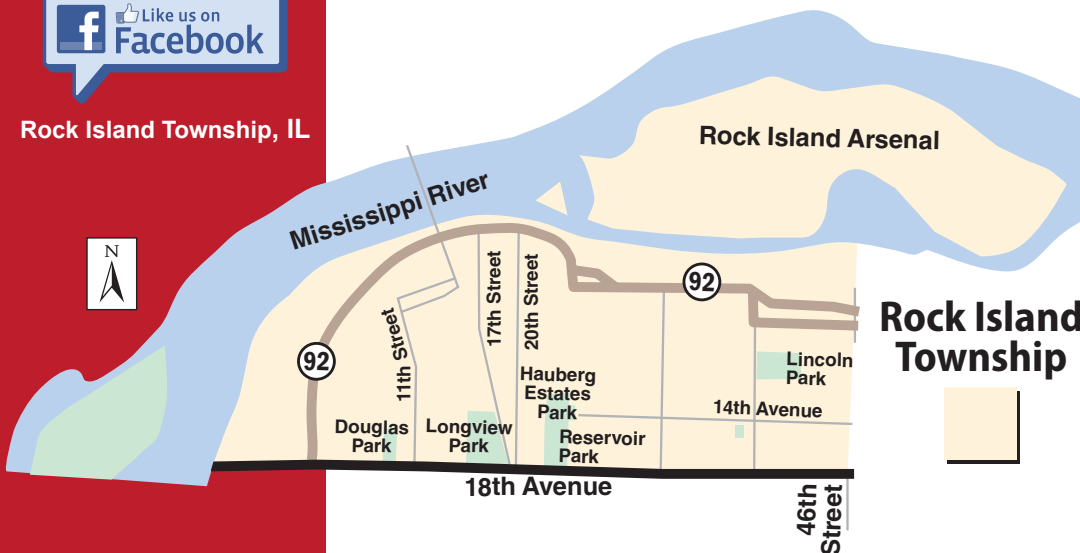 Like us on
Facebook
Rock Island Township, IL
N
Mississippi River
Rock Island Arsenal
92
92
11th Street
17th Street
20th Street
Hauberg
Estates
Park
Lincoln
Park
14th Avenue
Douglas
Park
Longview
Park
Reservoir
Park
18th Avenue
46th
Street
Rock Island
Township